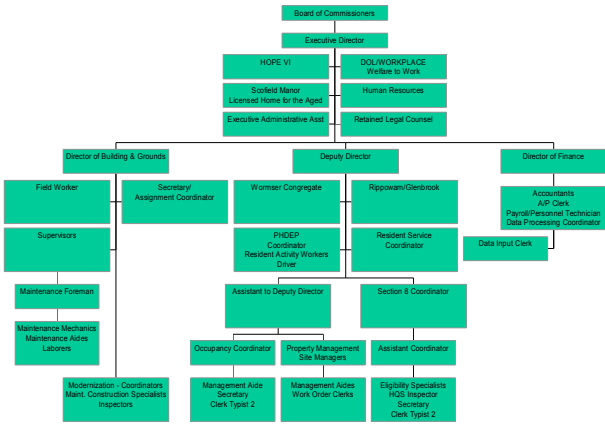 Board of Commissioners
Executive Director
HOPE VI
DOL/WORKPLACE
Welfare to Work
Scofield Manor
Licensed Home for the Aged
Human Resources
Executive Administrative Asst
Retained Legal Counsel
Director of Building & Grounds
Deputy Director
Director of Finance
Field Worker
Secretary/
Assignment Coordinator
Wormser Congregate
Rippowam/Glenbrook
Accountants
A/P Clerk
Payroll/Personnel Technician
Data Processing Coordinator
Supervisors
PHDEP
Coordinator
Resident Activity Workers
Driver
Resident Service
Coordinator
Data Input Clerk
Maintenance Foreman
Assistant to Deputy Director
Section 8 Coordinator
Maintenance Mechanics
Maintenance Aides
Laborers
Occupancy Coordinator
Property Management
Site Managers
Assistant Coordinator
Modernization - Coordinators
Maint. Construction Specialists
Inspectors
Management Aide
Secretary
Clerk Typist 2
Management Aides
Work Order Clerks
Eligibility Specialists
HQS Inspector
Secretary
Clerk Typist 2